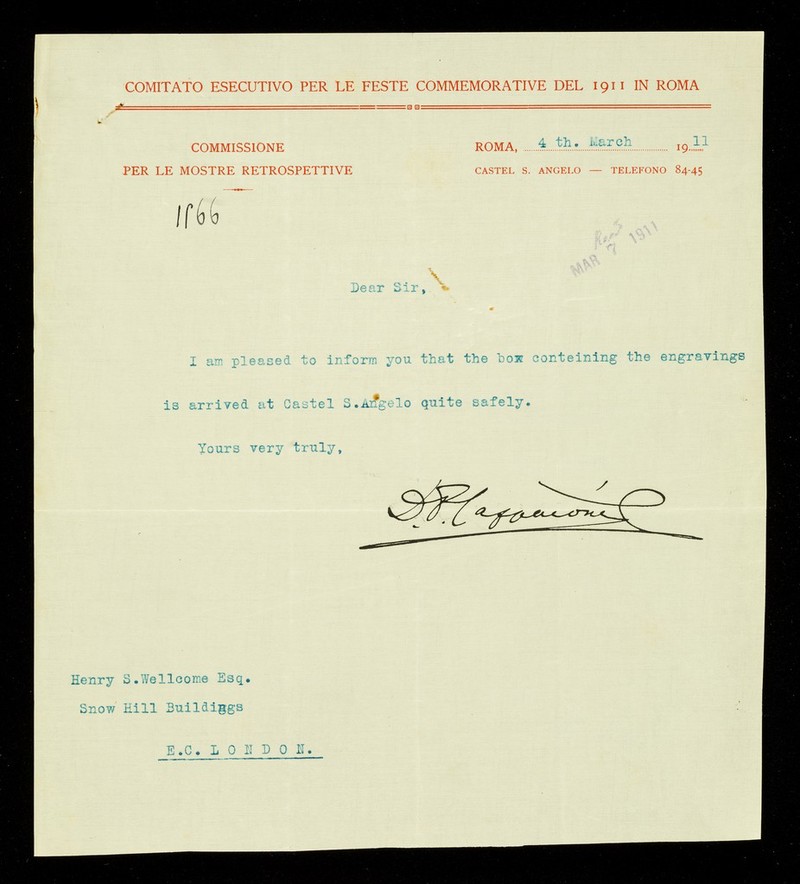 COMITATO ESECUTIVO PER LE FESTE COMMEMORATIVE DEL 1911 IN ROMA
COMMISSIONE
PER LE MOSTRE RETROSPETTIVE
ROMA, 4 th. March 1911
CASTEL S. ANGELO — TELEFONO 84-45
MAR 7 1911
Dear Sir,
I am pleased to inform you that the box conteining the engravings
is arrived at Castel S.Angelo quite safely.
Yours very truly,
Henry S.Wellcome Esq.
Snow Hill Buildings
E.C. L O N D O N.